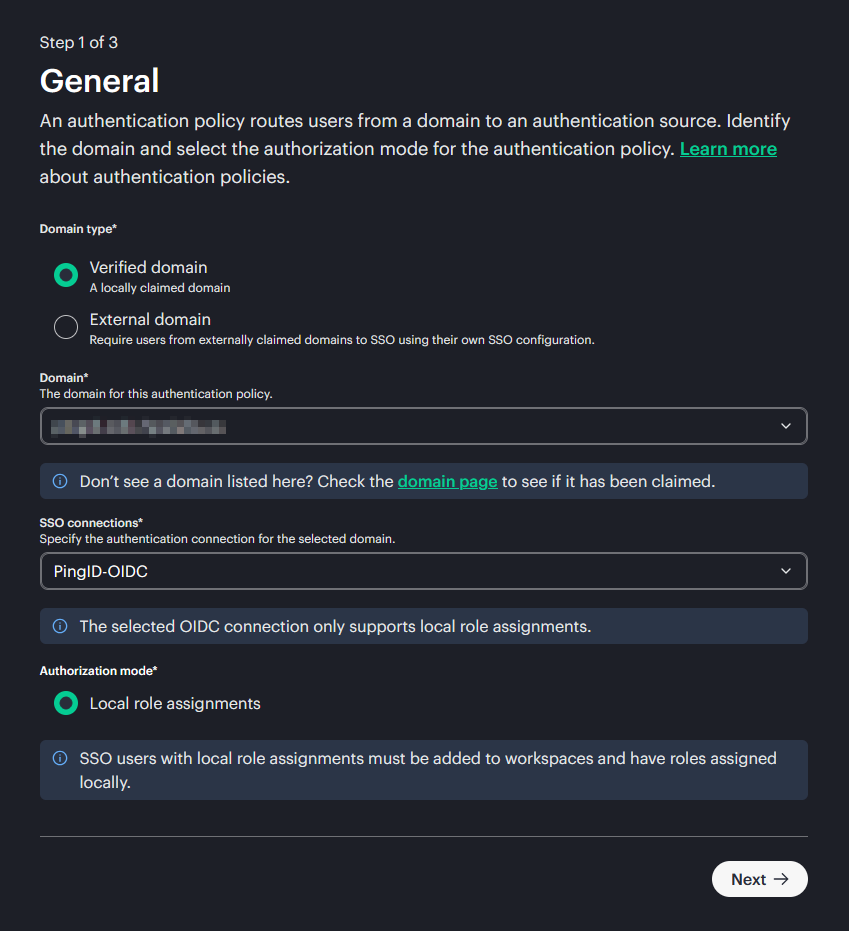 Step 1 of 3
General
An authentication policy routes users from a domain to an authentication source. Identify
the domain and select the authorization mode for the authentication policy. Learn more
about authentication policies.
Domain type*
Verified domain
A locally claimed domain
External domain
Require users from externally claimed domains to SSO using their own SSO configuration.
Domain*
The domain for this authentication policy.
Don’t see a domain listed here? Check the domain page to see if it has been claimed.
SSO connections*
Specify the authentication connection for the selected domain.
PingID-OIDC
The selected OIDC connection only supports local role assignments.
Authorization mode*
Local role assignments
SSO users with local role assignments must be added to workspaces and have roles assigned
locally.
Next